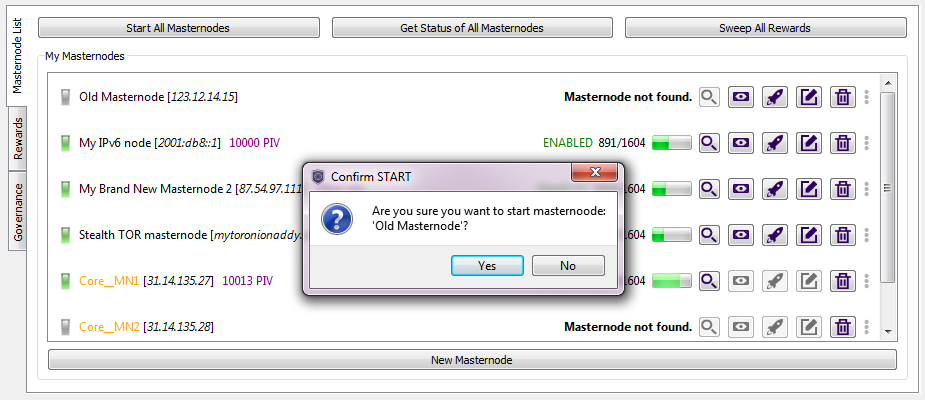 Masternode List
Rewards
Governance
Start All Masternodes
Get Status of All Masternodes
Sweep All Rewards
My Masternodes
Old Masternode [123.12.14.15] Masternode not found.
My IPv6 node [2001:db8::1] 10000 PIV ENABLED 891/1604
My Brand New Masternode 2 [87.54.97.111 /1604
Stealth TOR masternode [mytoronionaddy. /1604
Core__MN1 [31.14.135.27] 10013 PIV /1604
Core__MN2 [31.14.135.28] Masternode not found.
New Masternode
Confirm START
Are you sure you want to start masternoode:
'Old Masternode'?
Yes No